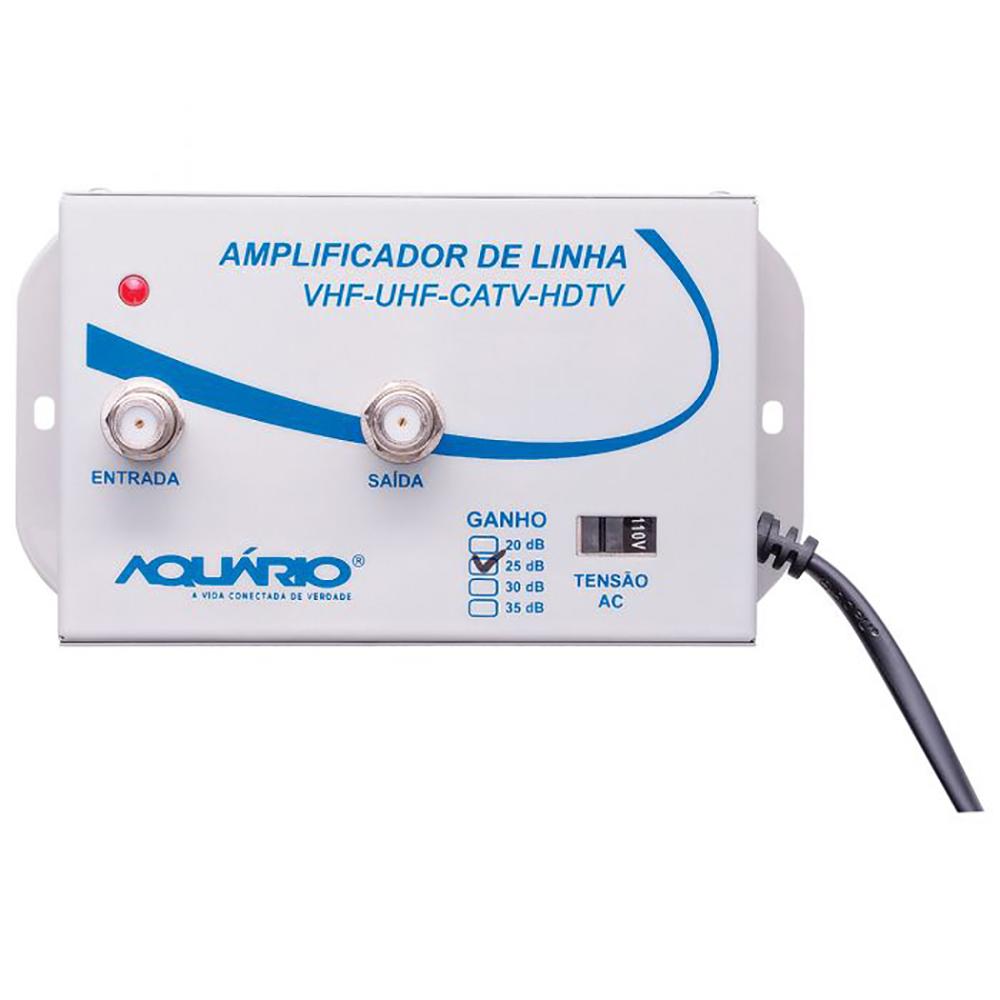 AMPLIFICADOR DE LINHA
VHF-UHF-CATV-HDTV
ENTRADA
SAÍDA
AQUÁRIO®
A VIDA CONECTADA DE VERDADE
GANHO
20 dB
25 dB
30 dB
35 dB
110V
TENSÃO
AC